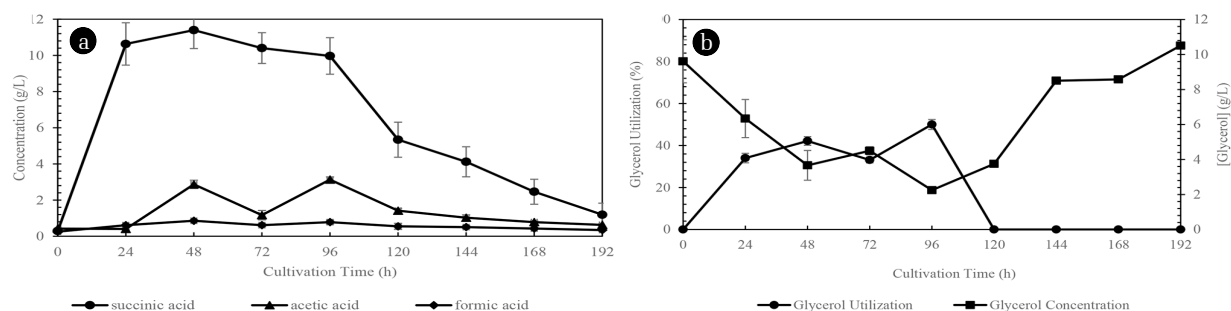 a
12
10
8
6
4
2
0
Concentration (g/L)
0 24 48 72 96 120 144 168 192
Cultivation Time (h)
succinic acid acetic acid formic acid
b
0
80
60
40
20
0
Glycerol Utilization (%)
12
10
8
6
4
2
0
[Glycerol] (g/L)
0 24 48 72 96 120 144 168 192
Cultivation Time (h)
Glycerol Utilization Glycerol Concentration